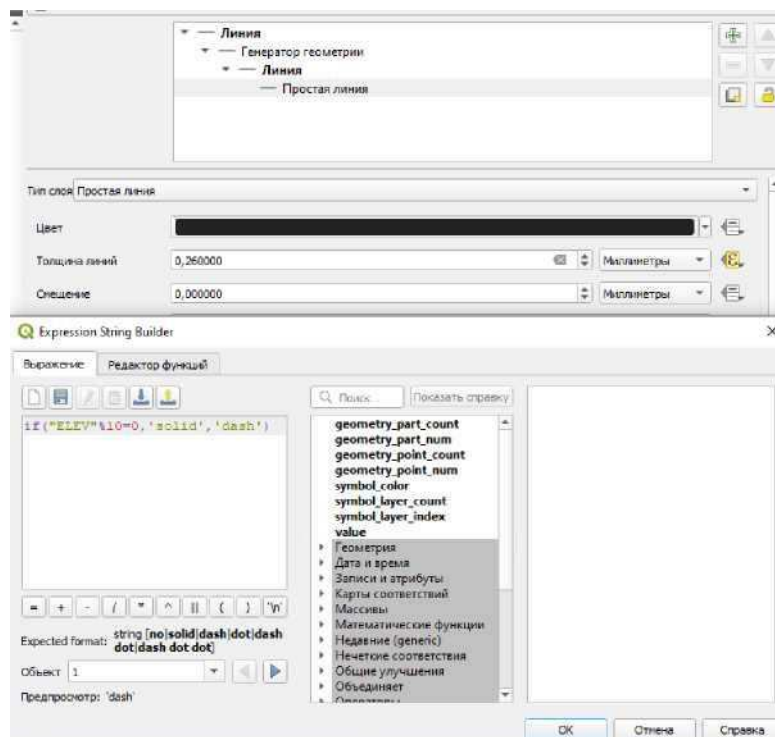 Линия
Генератор геометрии
Линия
Простая линия
Тип слоя Простая линия
Цвет
Толщина линий 0,260000 Миллиметры
Смещение 0,000000 Миллиметры
Expression String Builder
Выражение Редактор функций
Поиск... Показать справку
if("ELEV"%10=0,'solid','dash')
geometry_part_count
geometry_part_num
geometry_point_count
geometry_point_num
symbol_color
symbol_layer_count
symbol_layer_index
value
Геометрия
Дата и время
Записи и атрибуты
Карты соответствий
Массивы
Математические функции
Недавние (generic)
Нечеткие соответствия
Общие улучшения
Объединяет
Операторы
= + - / * ^ || ( ) '\n'
Expected format: string [no|solid|dash|dot|dash
dot|dash dot dot]
Объект 1
Предпросмотр: 'dash'
OK Отмена Справка